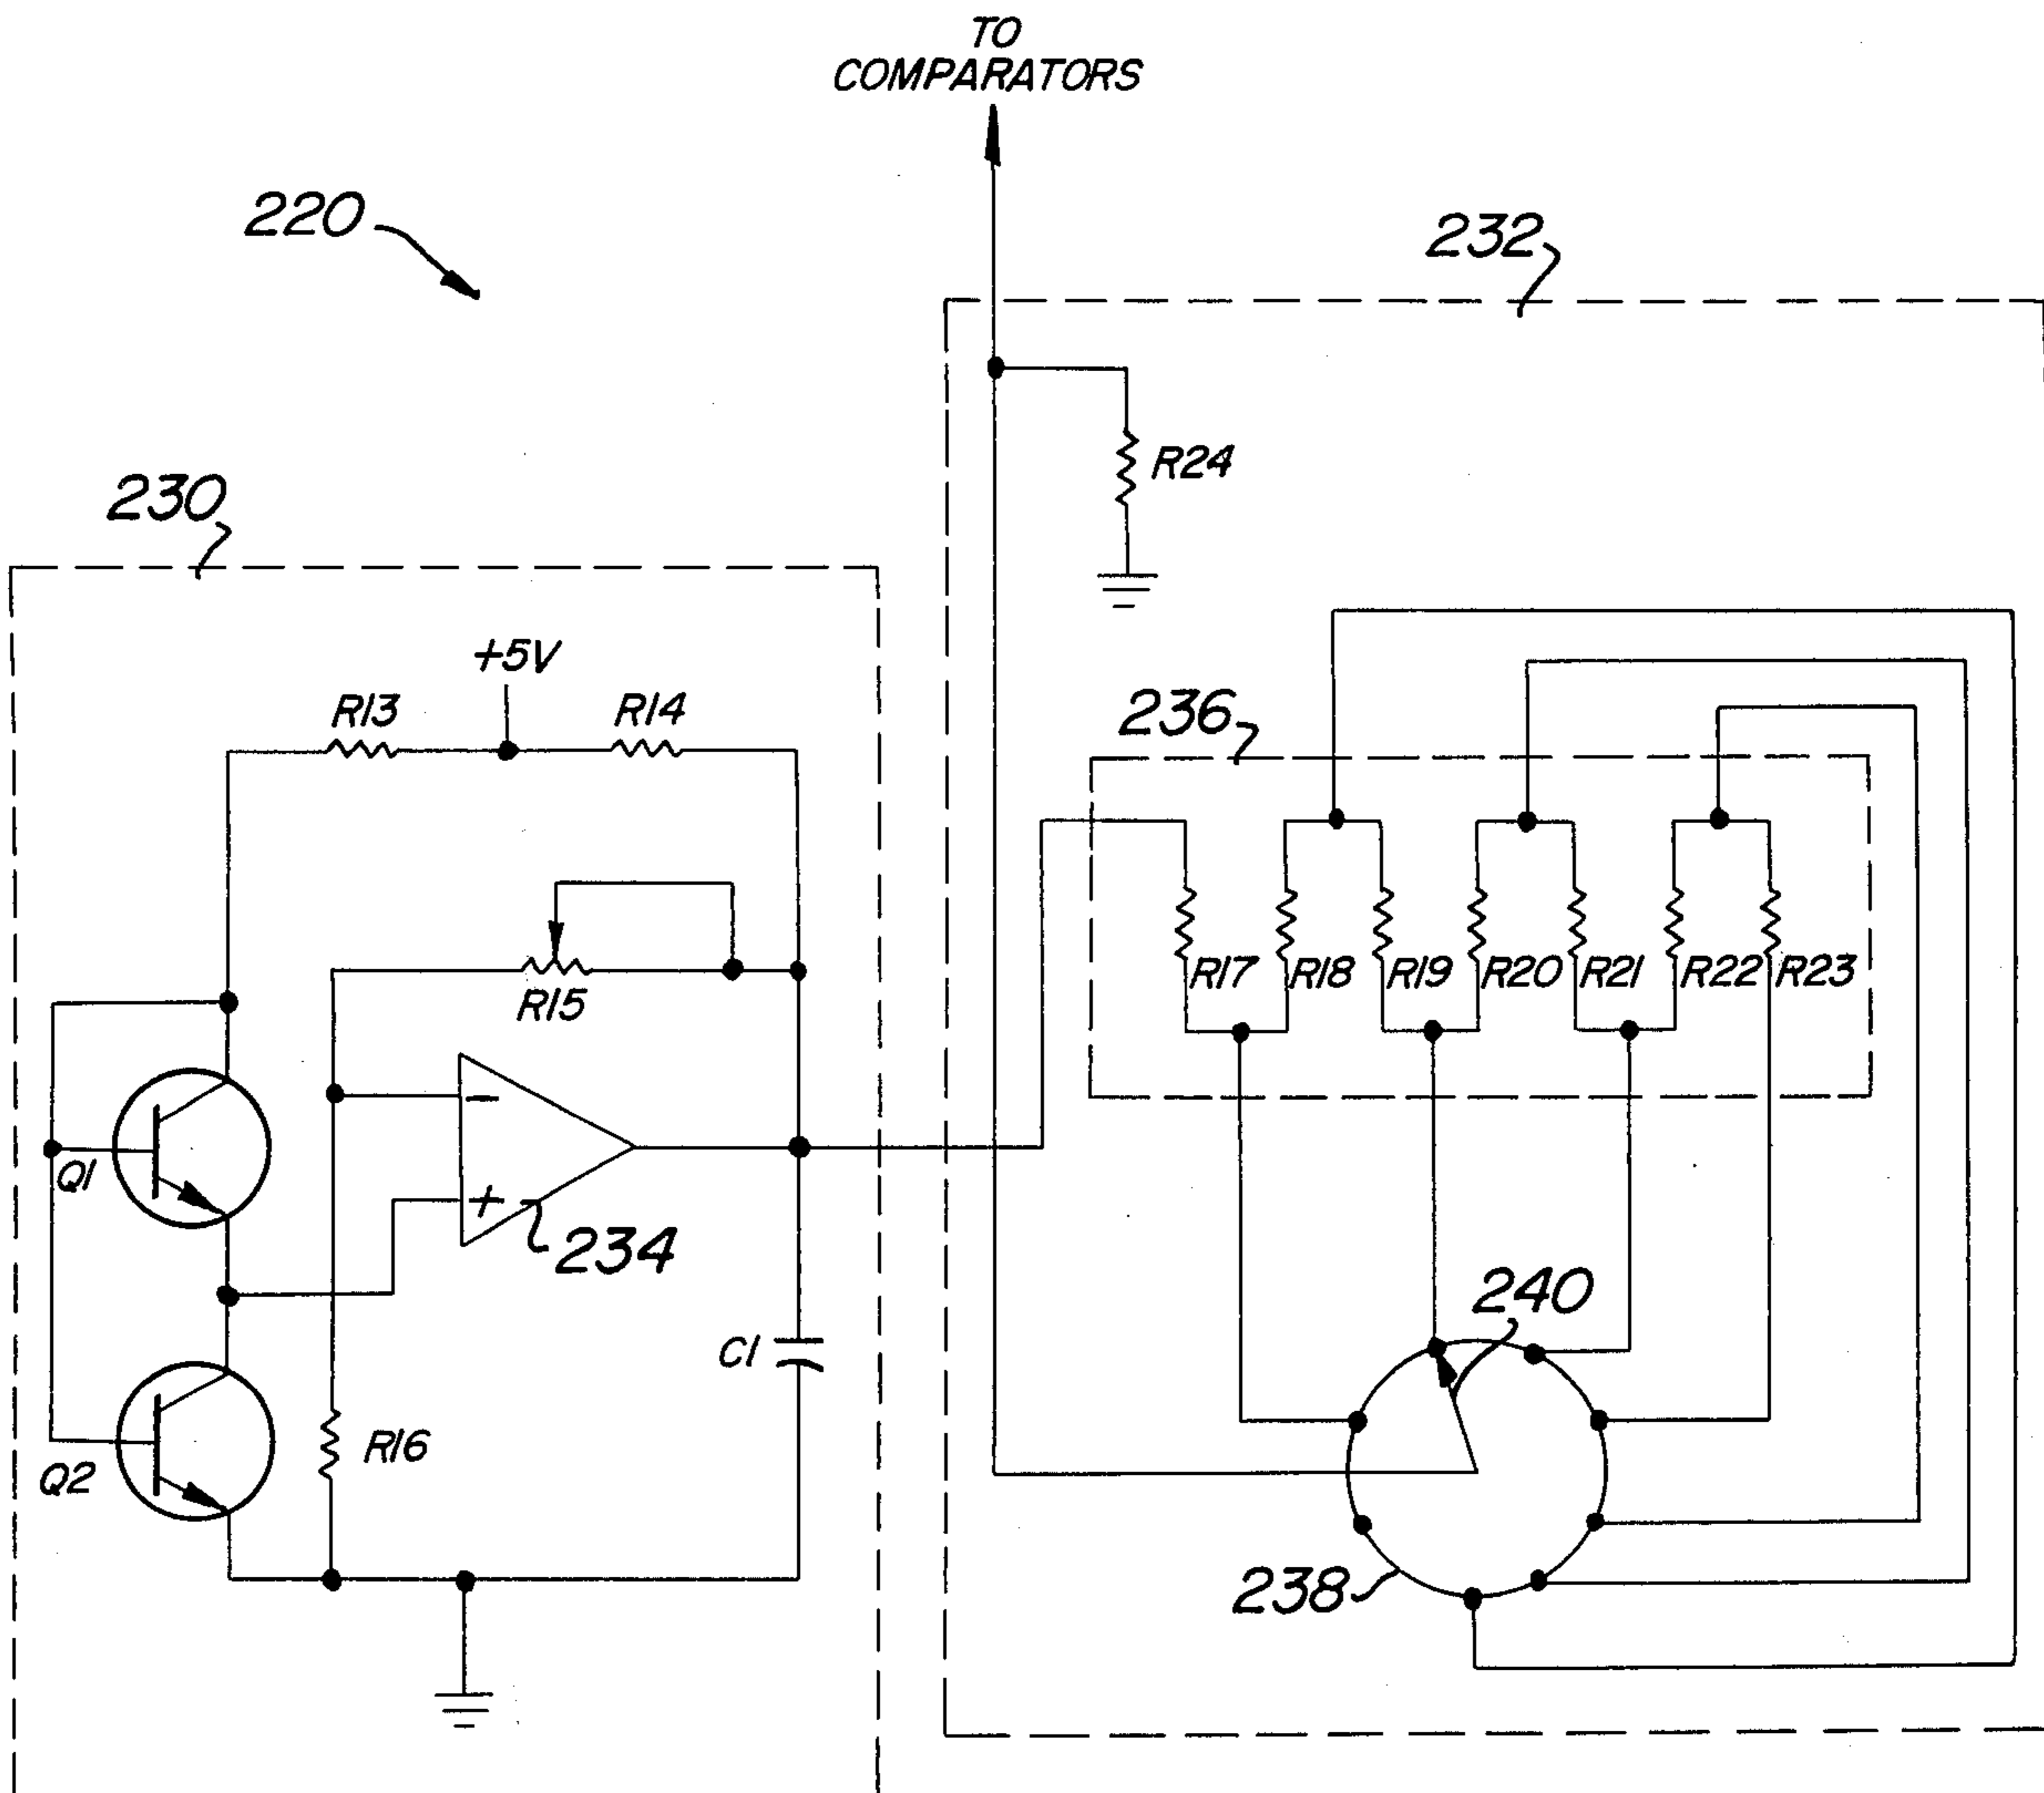 TO
COMPARATORS
220
232
230
R24
+5V
R13
R14
236
R15
R17
R18
R19
R20
R21
R22
R23
Q1
−
+
234
240
C1
R16
Q2
238